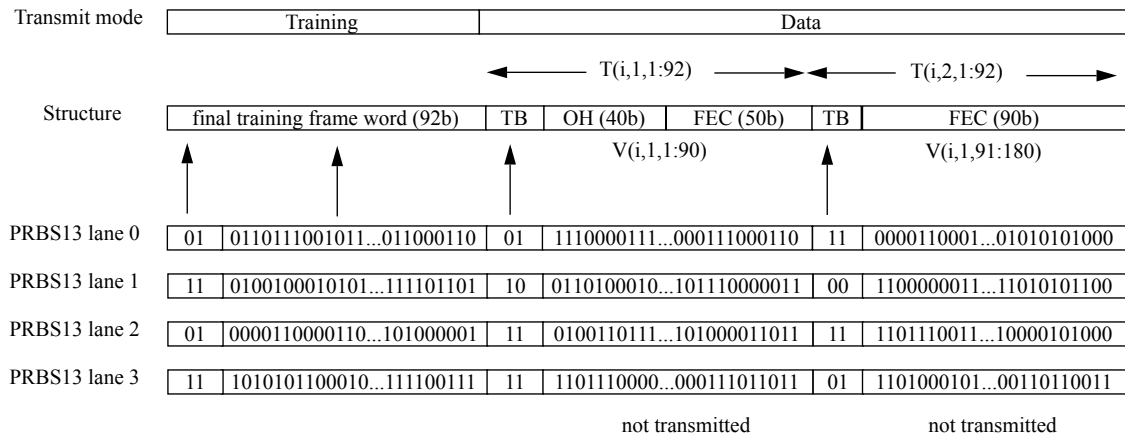 Transmit mode Training Data
T(i,1,1:92) T(i,2,1:92)
Structure final training frame word (92b) TB OH (40b) FEC (50b) TB FEC (90b)
V(i,1,1:90) V(i,1,91:180)
PRBS13 lane 0 01 0110111001011...011000110 01 1110000111...000111000110 11 0000110001...01010101000
PRBS13 lane 1 11 0100100010101...111101101 10 0110100010...101110000011 00 1100000011...11010101100
PRBS13 lane 2 01 0000110000110...101000001 11 0100110111...101000011011 11 1101110011...10000101000
PRBS13 lane 3 11 1010101100010...111100111 11 1101110000...000111011011 01 1101000101...00110110011
not transmitted not transmitted